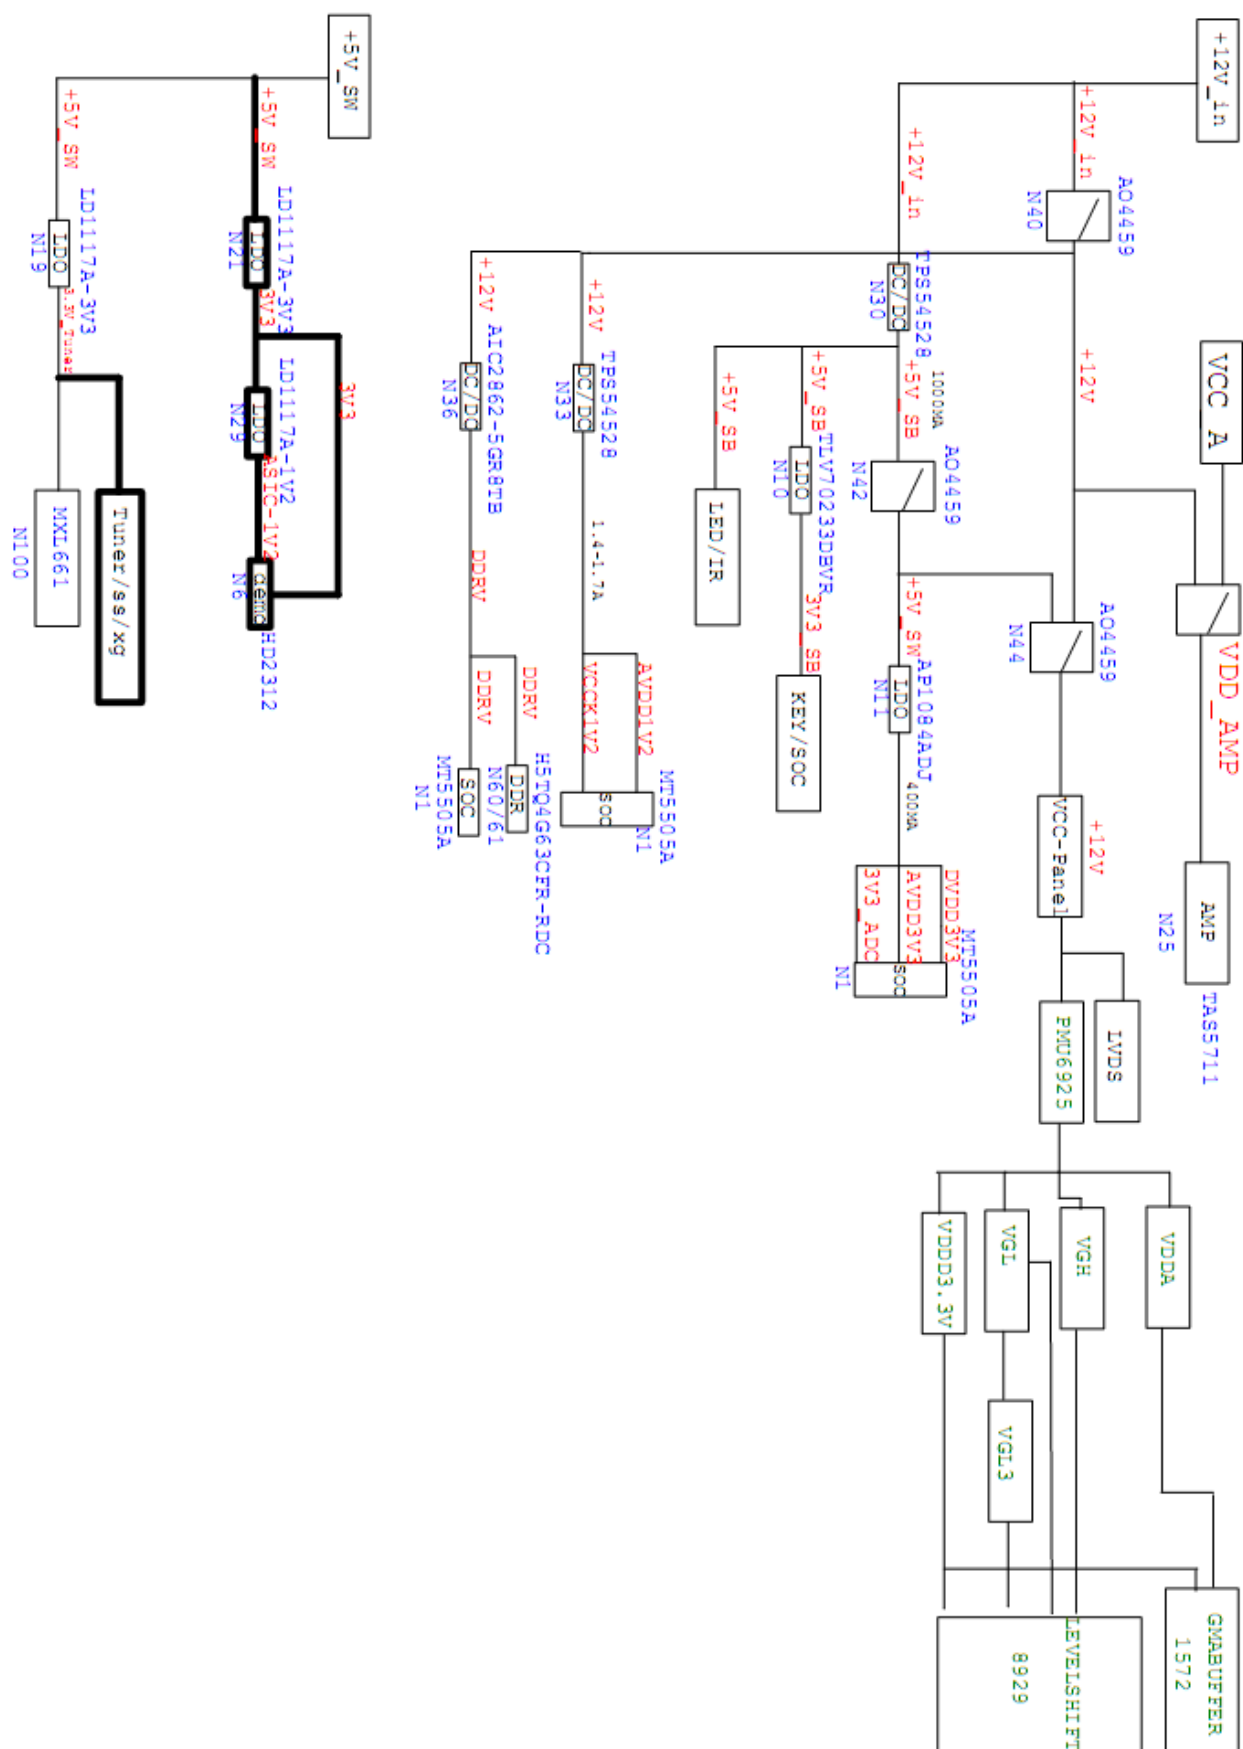 +12V_in
+12V_in
AO4459
N40
+12V
VCC A
VDD_AMP
AMP
N25
TAS5711
AO4459
N44
+12V
VCC-Panel
LVDS
PMU6925
VDDA
VGH
VGL
VDDD3.3V
VGL3
GMABUFFER
1572
LEVELSHIFT
8929
+12V_in
TPS54528
DC/DC
N30
1000MA
+5V_SB
AO4459
N42
+5V_SW
AP1084ADJ
LDO
N11
400MA
DVDD3V3
AVDD3V3
3V3_ADC
MT5505A
SOC
N1
+5V_SB
TLV70233DBVR
LDO
N10
3V3_SB
KEY/SOC
+5V_SB
LED/IR
+12V
TPS54528
DC/DC
N33
1.4-1.7A
AVDD1V2
VCCK1V2
MT5505A
SOC
N1
+12V
AIC2862-5GR8TB
DC/DC
N36
DDRV
DDRV
H5TQ4G63CFR-RDC
DDR
N60/61
DDRV
SOC
MT5505A
N1
+5V_SW
+5V_SW
LD1117A-3V3
LDO
N21
3V3
3V3
LD1117A-1V2
LDO
N29
ASIC-1V2
demo
N6
HD2312
+5V_SW
LD1117A-3V3
LDO
N19
3.3V_Tuner
Tuner/ss/xg
MXL661
N100